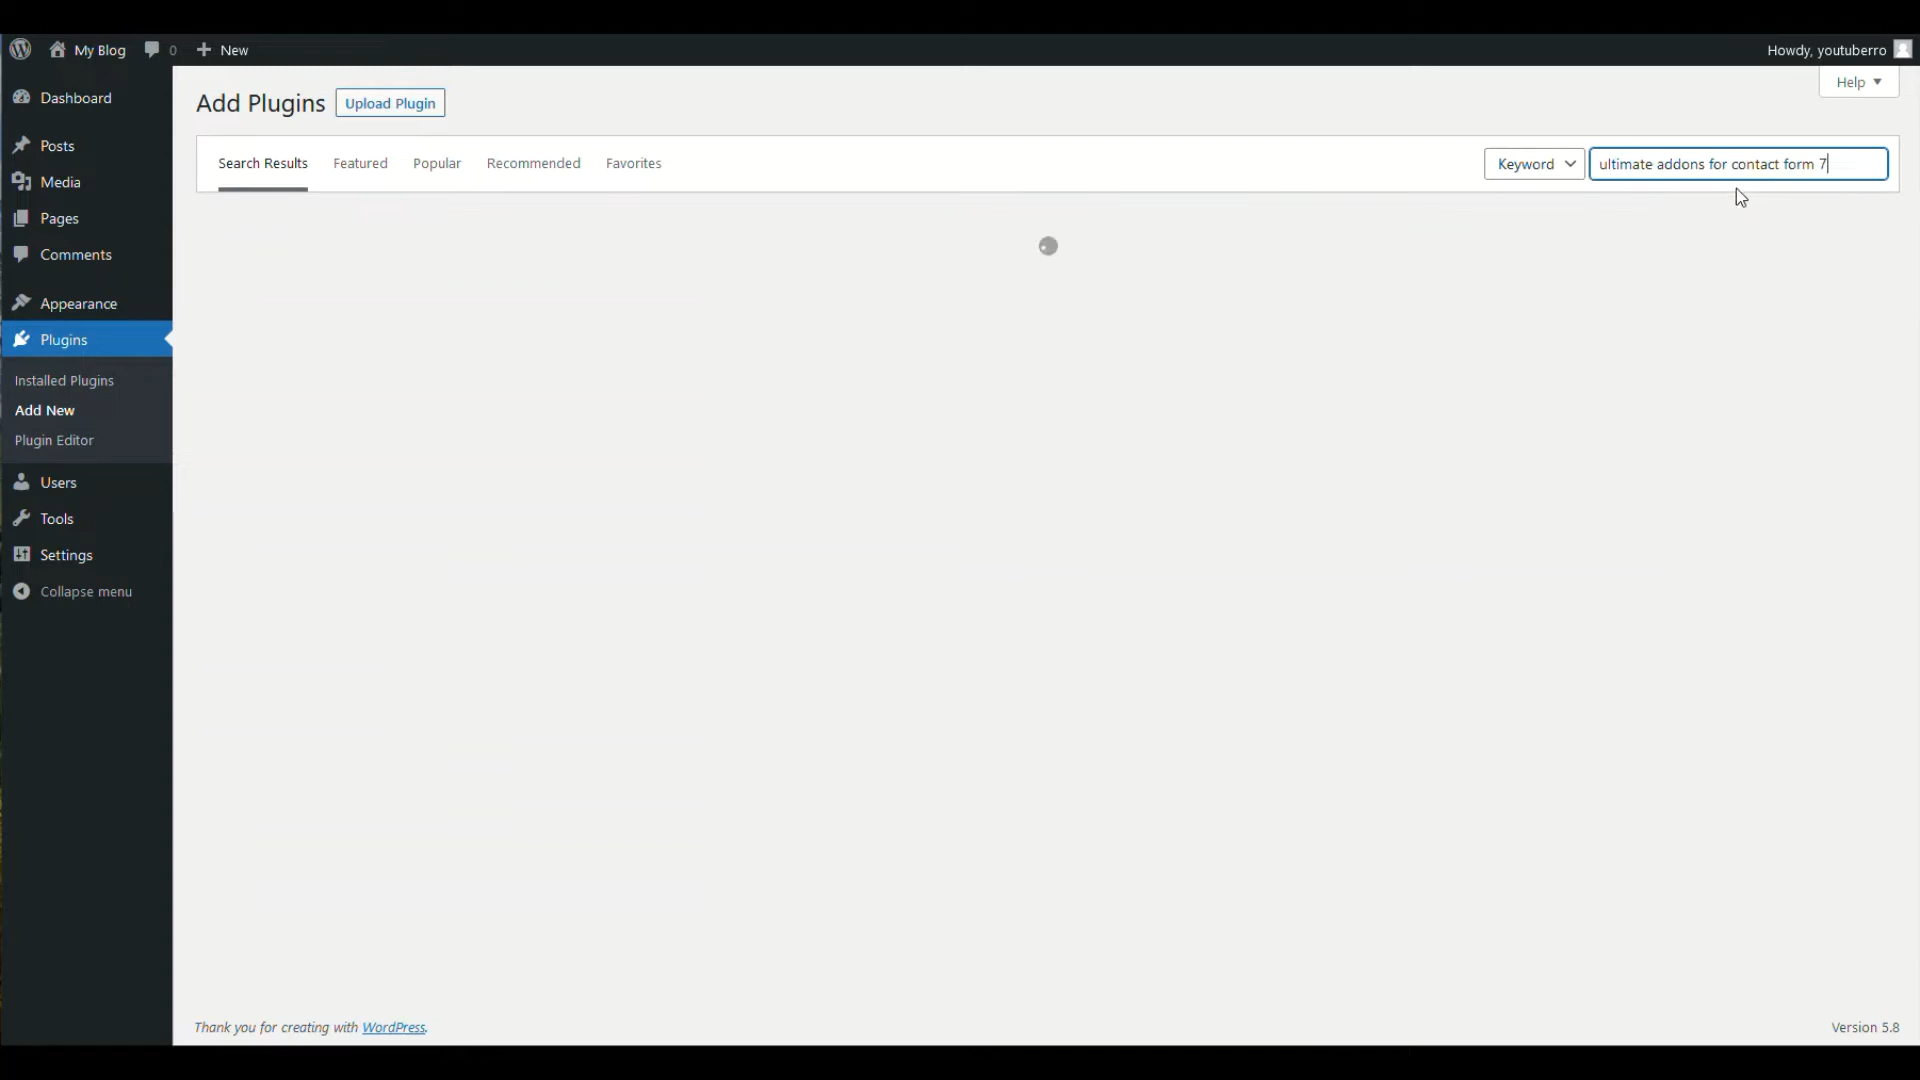 My Blog 0 New Howdy, youtuberro
Help
Add Plugins Upload Plugin
Search Results Featured Popular Recommended Favorites Keyword ultimate addons for contact form 7
Dashboard
Posts
Media
Pages
Comments
Appearance
Plugins
Installed Plugins
Add New
Plugin Editor
Users
Tools
Settings
Collapse menu
Thank you for creating with WordPress. Version 5.8